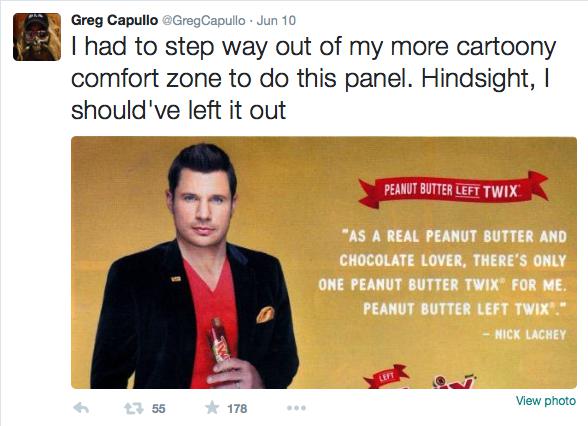 Greg Capullo @GregCapullo · Jun 10
I had to step way out of my more cartoony
comfort zone to do this panel. Hindsight, I
should've left it out
PEANUT BUTTER LEFT TWIX
"AS A REAL PEANUT BUTTER AND
CHOCOLATE LOVER, THERE'S ONLY
ONE PEANUT BUTTER TWIX® FOR ME.
PEANUT BUTTER LEFT TWIX®."
– NICK LACHEY
LEFT
55
178
View photo